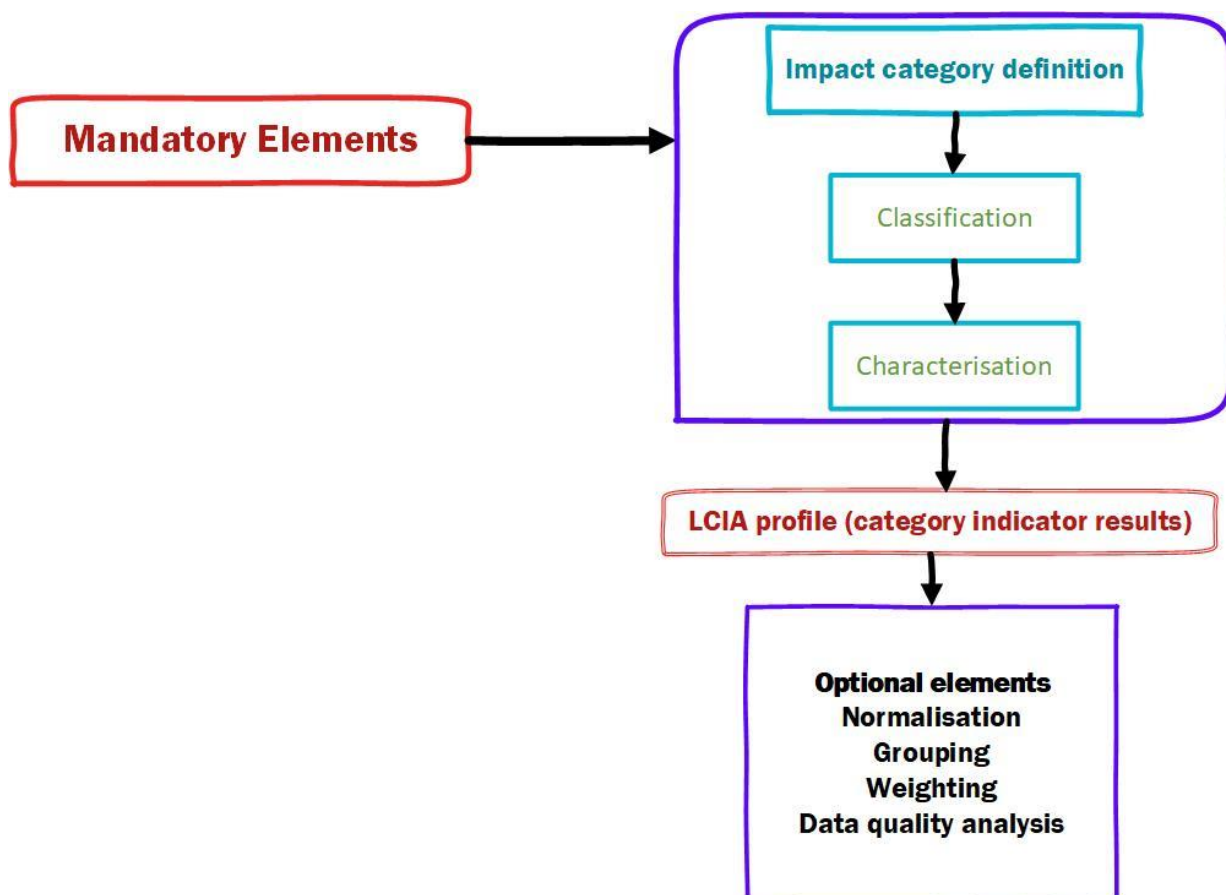 Impact category definition
Mandatory Elements
Classification
Characterisation
LCIA profile (category indicator results)
Optional elements
Normalisation
Grouping
Weighting
Data quality analysis